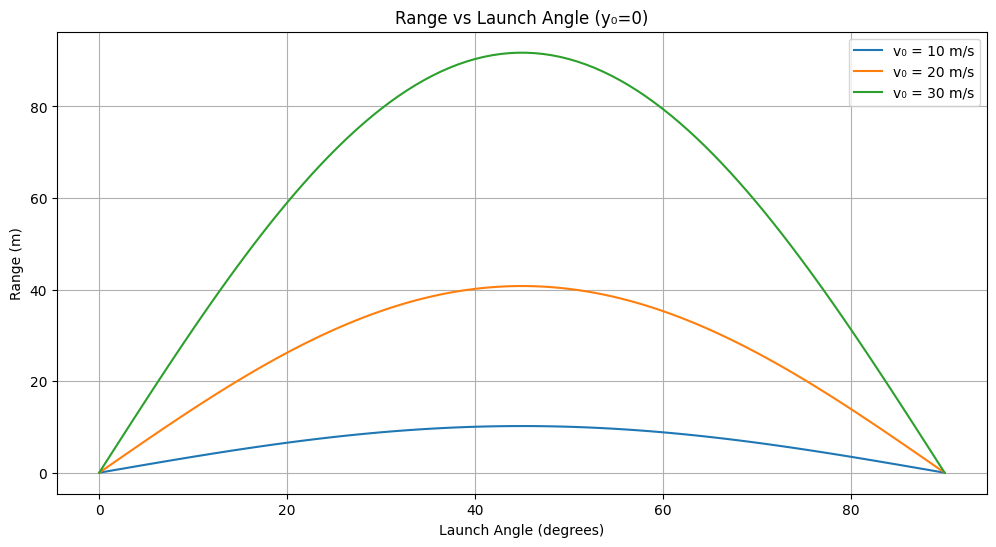 Range vs Launch Angle (y₀=0)
v₀ = 10 m/s
v₀ = 20 m/s
v₀ = 30 m/s
Range (m)
80
60
40
20
0
0 20 40 60 80
Launch Angle (degrees)